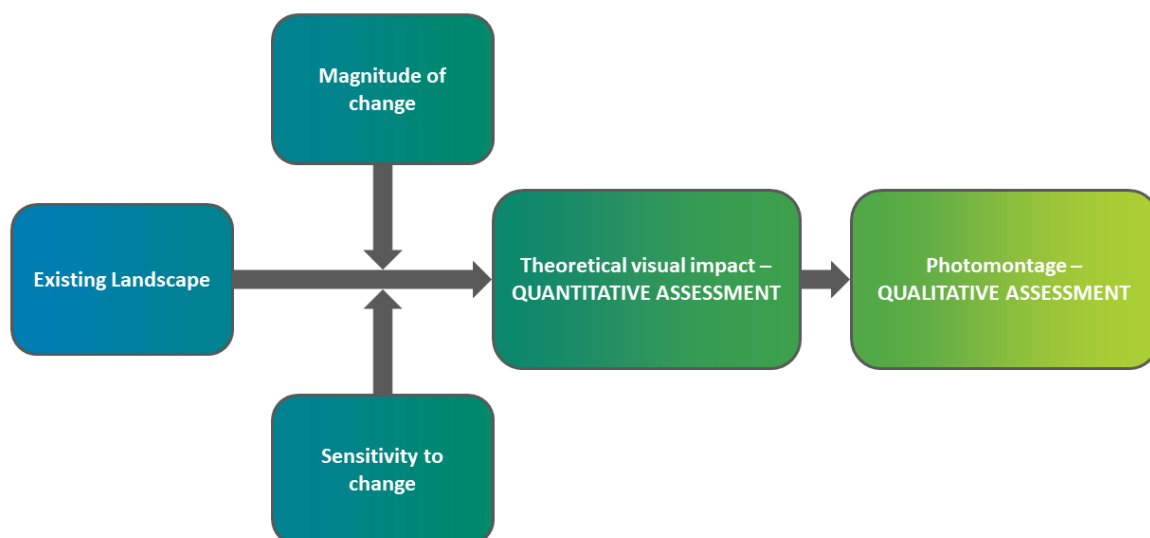 Magnitude of
change
Existing Landscape
Theoretical visual impact –
QUANTITATIVE ASSESSMENT
Photomontage –
QUALITATIVE ASSESSMENT
Sensitivity to
change